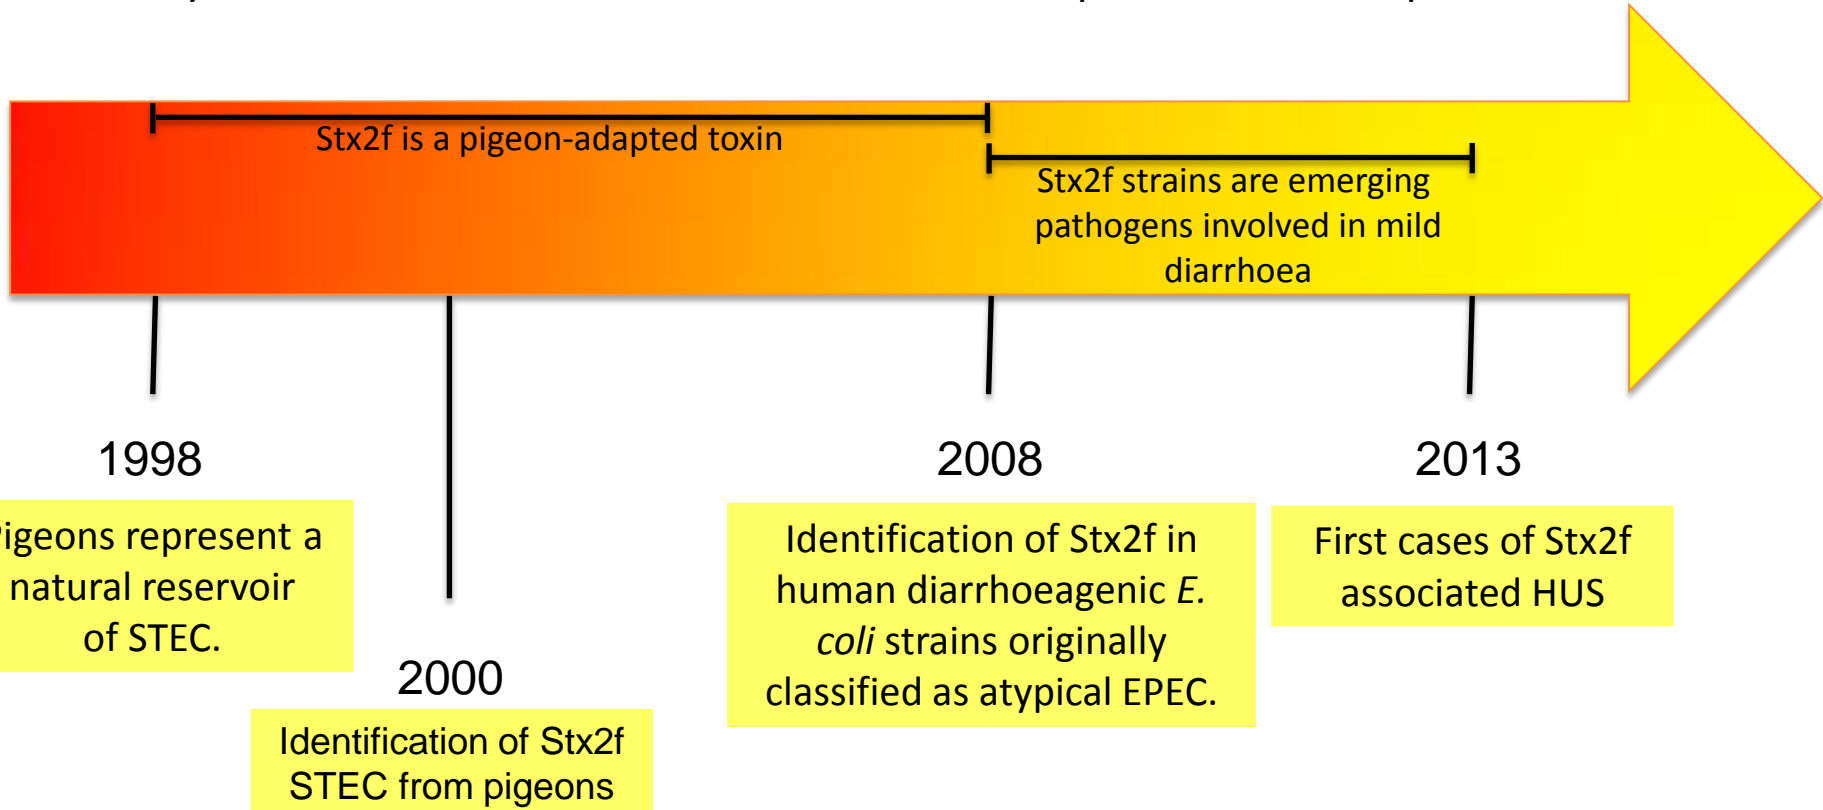 Stx2f is a pigeon-adapted toxin
Stx2f strains are emerging
pathogens involved in mild
diarrhoea
1998
Pigeons represent a
natural reservoir
of STEC.
2000
Identification of Stx2f
STEC from pigeons
2008
Identification of Stx2f in
human diarrhoeagenic E.
coli strains originally
classified as atypical EPEC.
2013
First cases of Stx2f
associated HUS